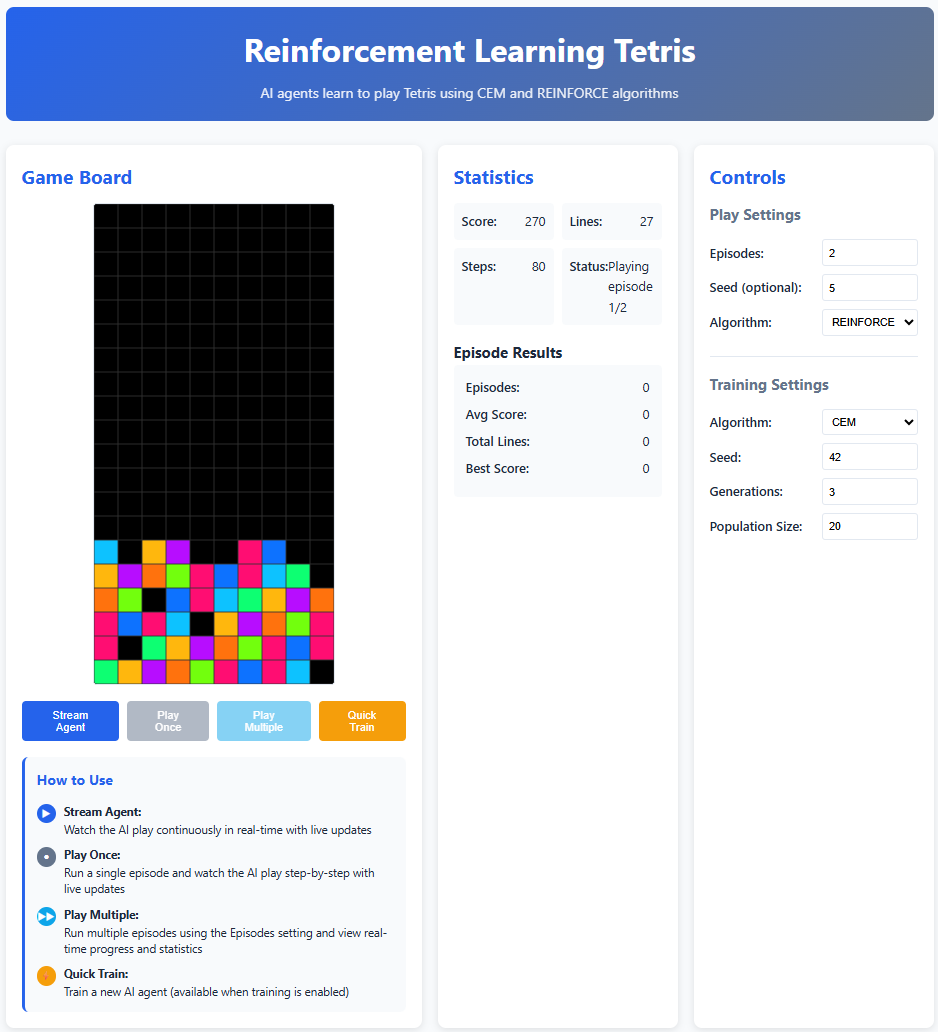 Reinforcement Learning Tetris
AI agents learn to play Tetris using CEM and REINFORCE algorithms
Game Board
Stream
Agent
Play
Once
Play
Multiple
Quick
Train
How to Use
Stream Agent:
Watch the AI play continuously in real-time with live updates
Play Once:
Run a single episode and watch the AI play step-by-step with
live updates
Play Multiple:
Run multiple episodes using the Episodes setting and view real-
time progress and statistics
Quick Train:
Train a new AI agent (available when training is enabled)
Statistics
Score: 270
Lines: 27
Steps: 80
Status: Playing
episode
1/2
Episode Results
Episodes: 0
Avg Score: 0
Total Lines: 0
Best Score: 0
Controls
Play Settings
Episodes: 2
Seed (optional): 5
Algorithm: REINFORCE
Training Settings
Algorithm: CEM
Seed: 42
Generations: 3
Population Size: 20